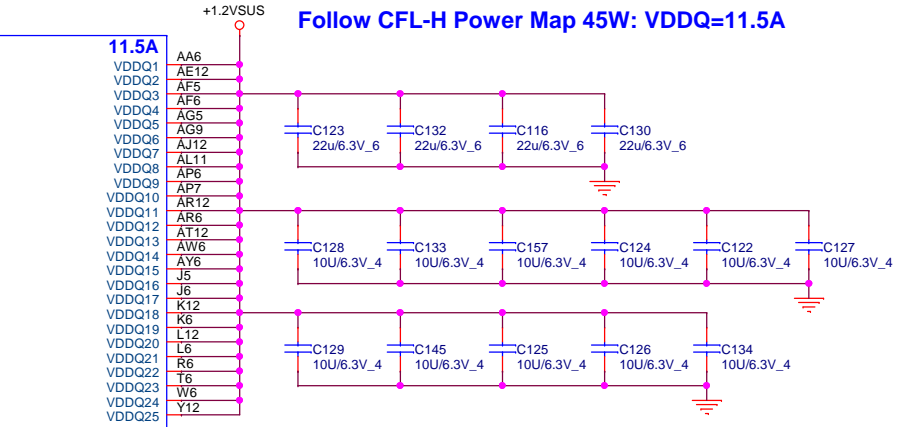 +1.2VSUS
Follow CFL-H Power Map 45W: VDDQ=11.5A
11.5A
VDDQ1 AA6
VDDQ2 AE12
VDDQ3 AF5
VDDQ4 AF6
VDDQ5 AG5
VDDQ6 AG9
VDDQ7 AJ12
VDDQ8 AL11
VDDQ9 AP6
VDDQ10 AP7
VDDQ11 AR12
VDDQ12 AR6
VDDQ13 AT12
VDDQ14 AW6
VDDQ15 AY6
VDDQ16 J5
VDDQ17 J6
VDDQ18 K12
VDDQ19 K6
VDDQ20 L12
VDDQ21 L6
VDDQ22 R6
VDDQ23 T6
VDDQ24 W6
VDDQ25 Y12
C123 C132 C116 C130
22u/6.3V_6 22u/6.3V_6 22u/6.3V_6 22u/6.3V_6
C128 C133 C157 C124 C122 C127
10U/6.3V_4 10U/6.3V_4 10U/6.3V_4 10U/6.3V_4 10U/6.3V_4 10U/6.3V_4
C129 C145 C125 C126 C134
10U/6.3V_4 10U/6.3V_4 10U/6.3V_4 10U/6.3V_4 10U/6.3V_4